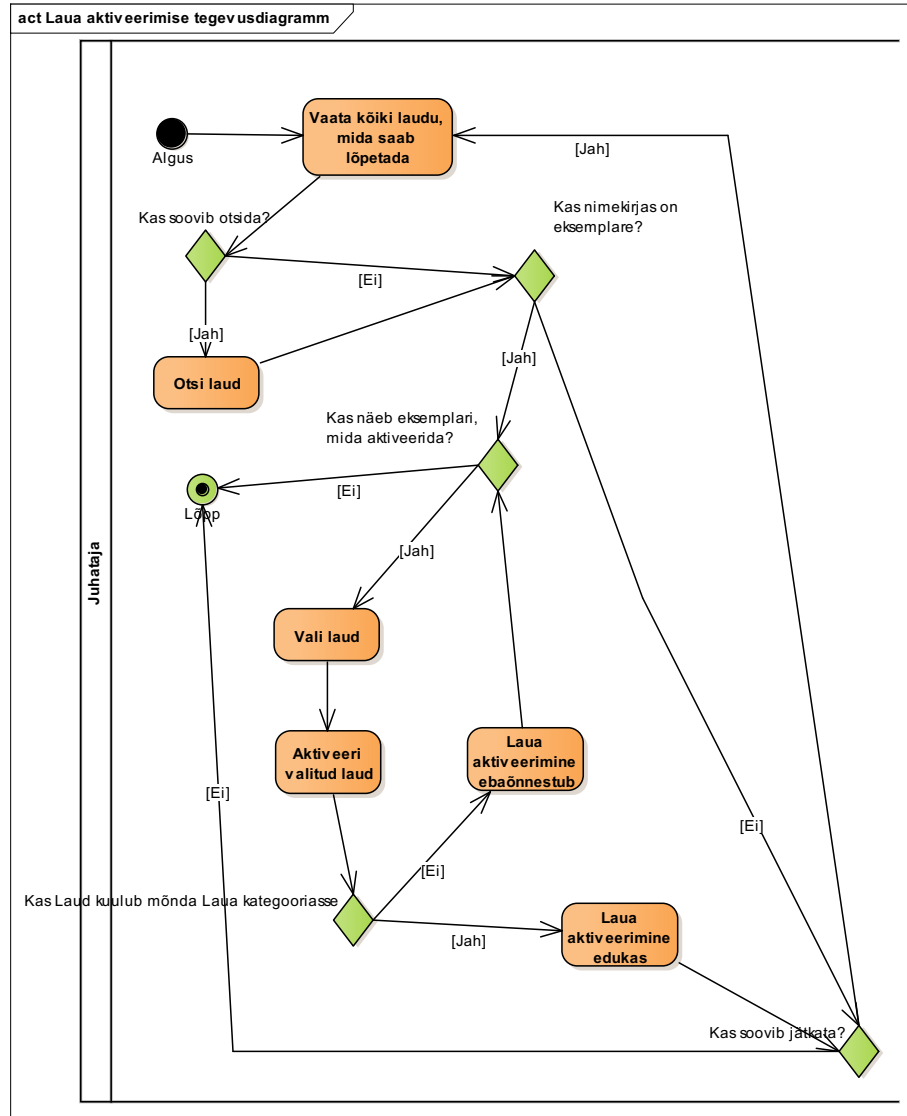 act Laua aktiveerimise tegevusdiagramm
Juhataja
Algus
Vaata kõiki laudu,
mida saab
lõpetada
[Jah]
Kas soovib otsida?
Kas nimekirjas on
eksemplare?
[Ei]
[Jah]
Otsi laud
[Jah]
Kas näeb eksemplari,
mida aktiveerida?
[Ei]
Lõpp
[Jah]
Vali laud
Aktiveeri
valitud laud
Laua
aktiveerimine
ebaõnnestub
[Ei]
[Ei]
[Ei]
Kas Laud kuulub mõnda Laua kategooriasse
[Jah]
Laua
aktiveerimine
edukas
Kas soovib jätkata?